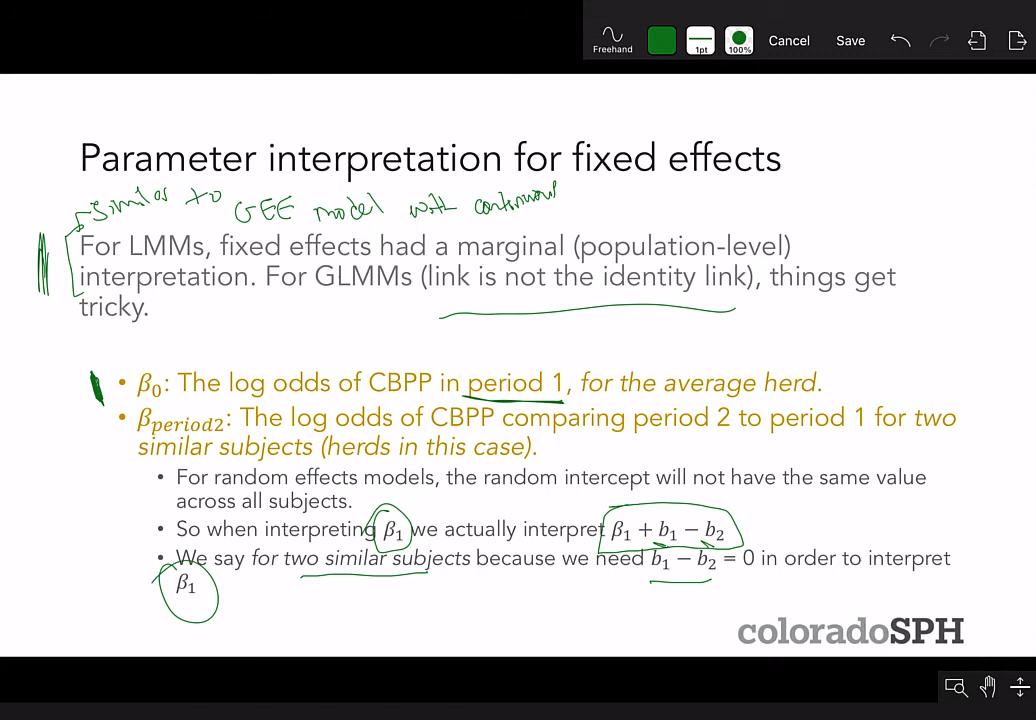 Freehand
1pt
100%
Cancel
Save
Parameter interpretation for fixed effects
similar to GEE model with continuous
For LMMs, fixed effects had a marginal (population-level)
interpretation. For GLMMs (link is not the identity link), things get
tricky.
• β₀: The log odds of CBPP in period 1, for the average herd.
• βperiod2: The log odds of CBPP comparing period 2 to period 1 for two
similar subjects (herds in this case).
• For random effects models, the random intercept will not have the same value
across all subjects.
• So when interpreting β₁ we actually interpret β₁ + b₁ − b₂
• We say for two similar subjects because we need b₁ − b₂ = 0 in order to interpret
β₁
coloradoSPH